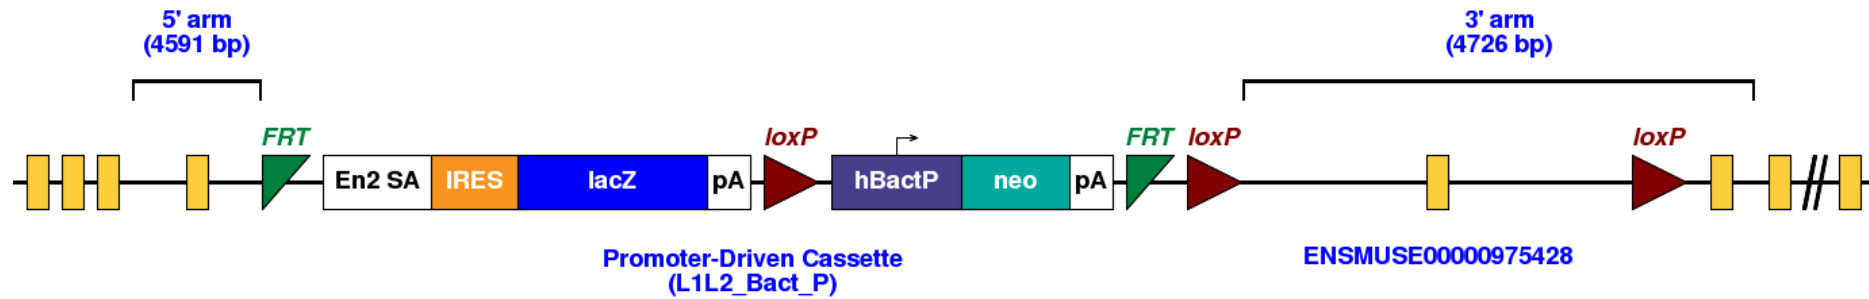 5' arm
(4591 bp)
3' arm
(4726 bp)
FRT
loxP
FRT
loxP
loxP
En2 SA
IRES
lacZ
pA
hBactP
neo
pA
Promoter-Driven Cassette
(L1L2_Bact_P)
ENSMUSE00000975428